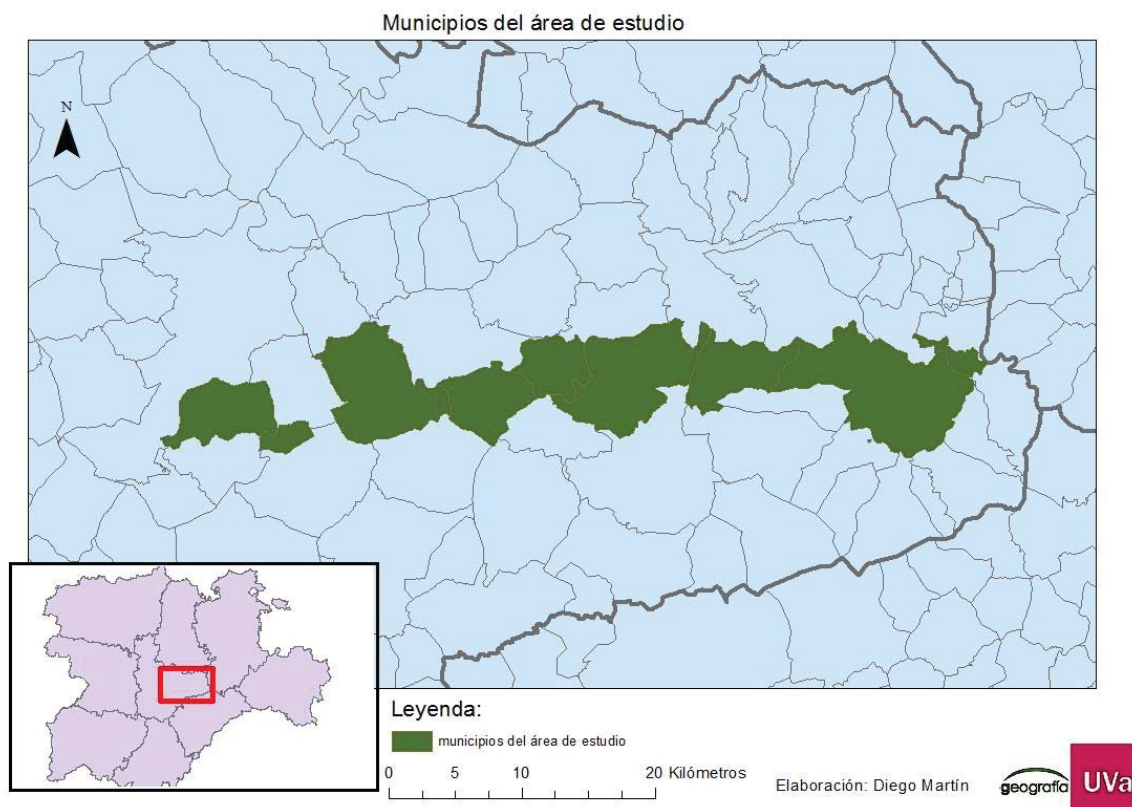 Municipios del área de estudio
N
Leyenda:
municipios del área de estudio
0 5 10 20 Kilómetros
Elaboración: Diego Martín
geografía
UVa